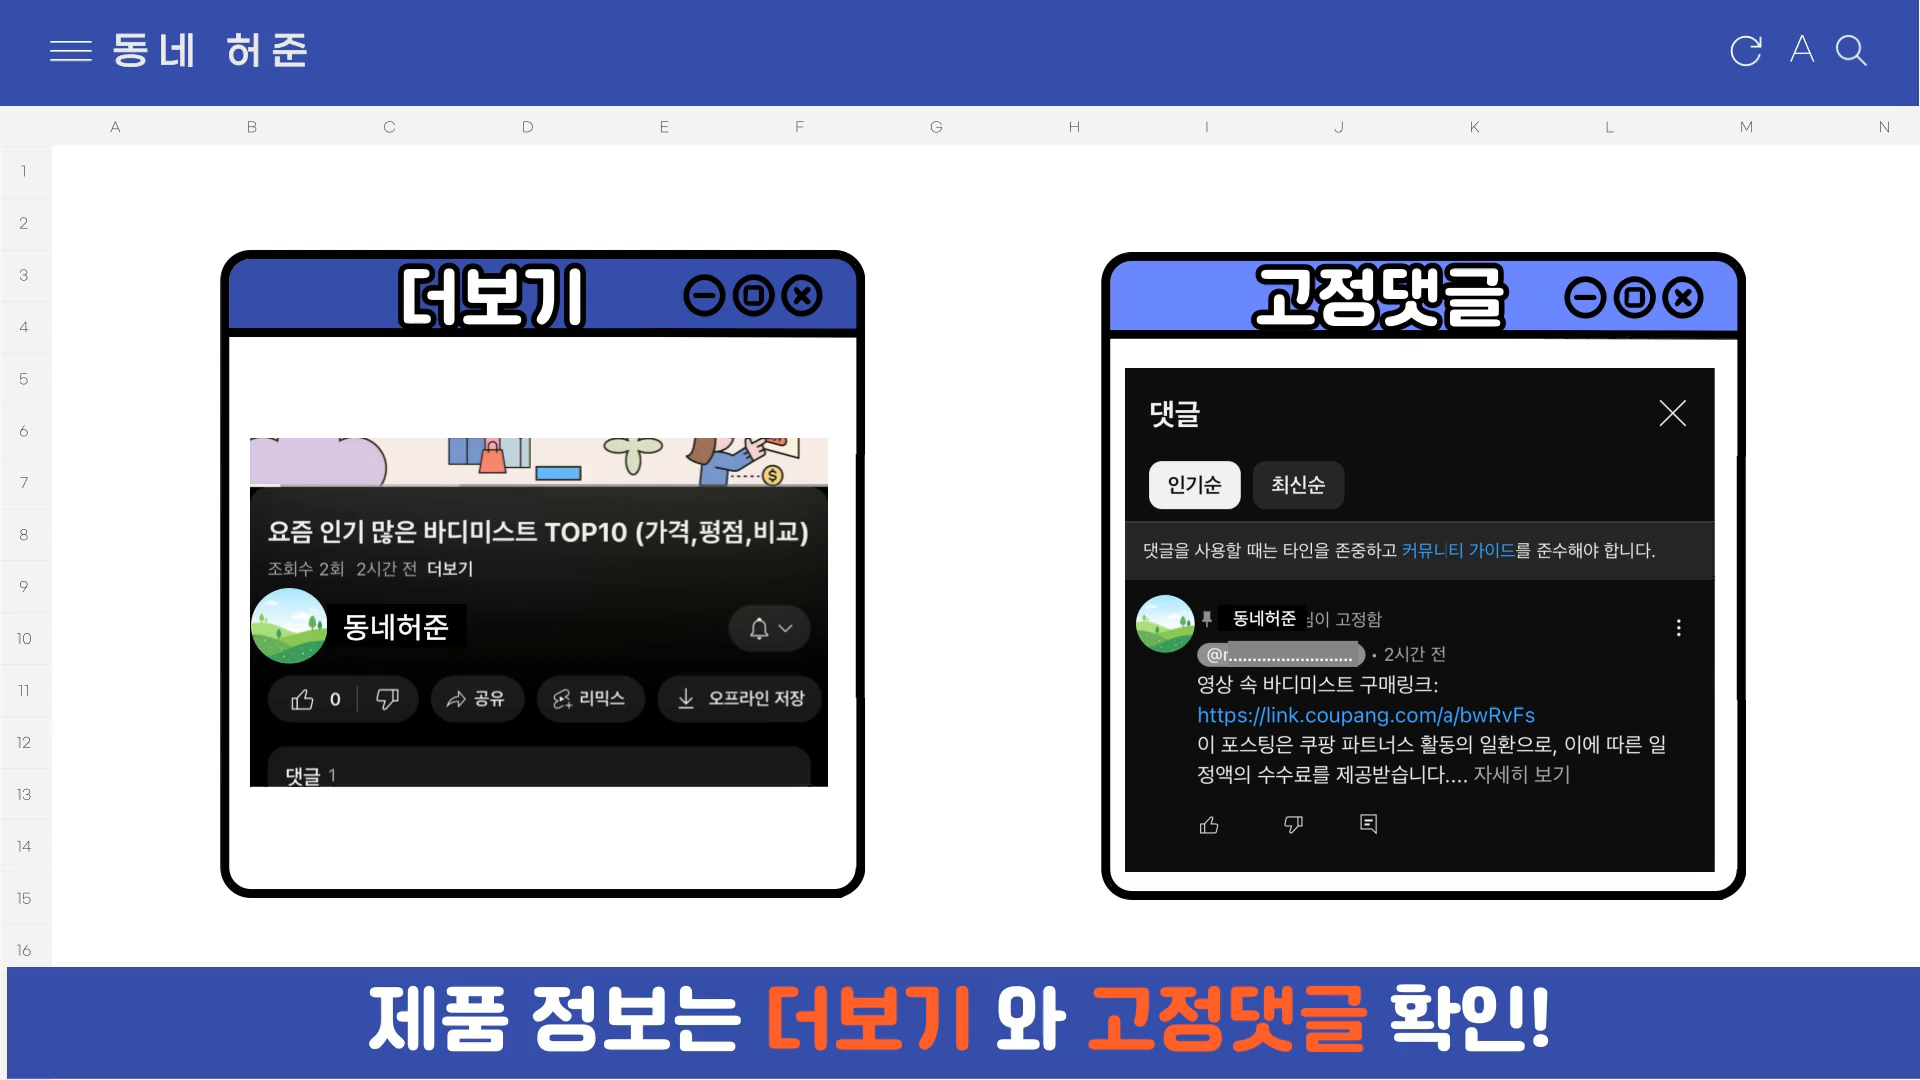 동네 허준
A
A B C D E F G H I J K L M N
1
2
3
4
5
6
7
8
9
10
11
12
13
14
15
16
더보기
요즘 인기 많은 바디미스트 TOP10 (가격,평점,비교)
조회수 2회 2시간 전 더보기
동네허준
0 공유 리믹스 오프라인 저장
댓글 1
고정댓글
댓글
인기순 최신순
댓글을 사용할 때는 타인을 존중하고 커뮤니티 가이드를 준수해야 합니다.
동네허준 님이 고정함
@r.......................... • 2시간 전
영상 속 바디미스트 구매링크:
https://link.coupang.com/a/bwRvFs
이 포스팅은 쿠팡 파트너스 활동의 일환으로, 이에 따른 일
정액의 수수료를 제공받습니다.... 자세히 보기
제품 정보는 더보기 와 고정댓글 확인!